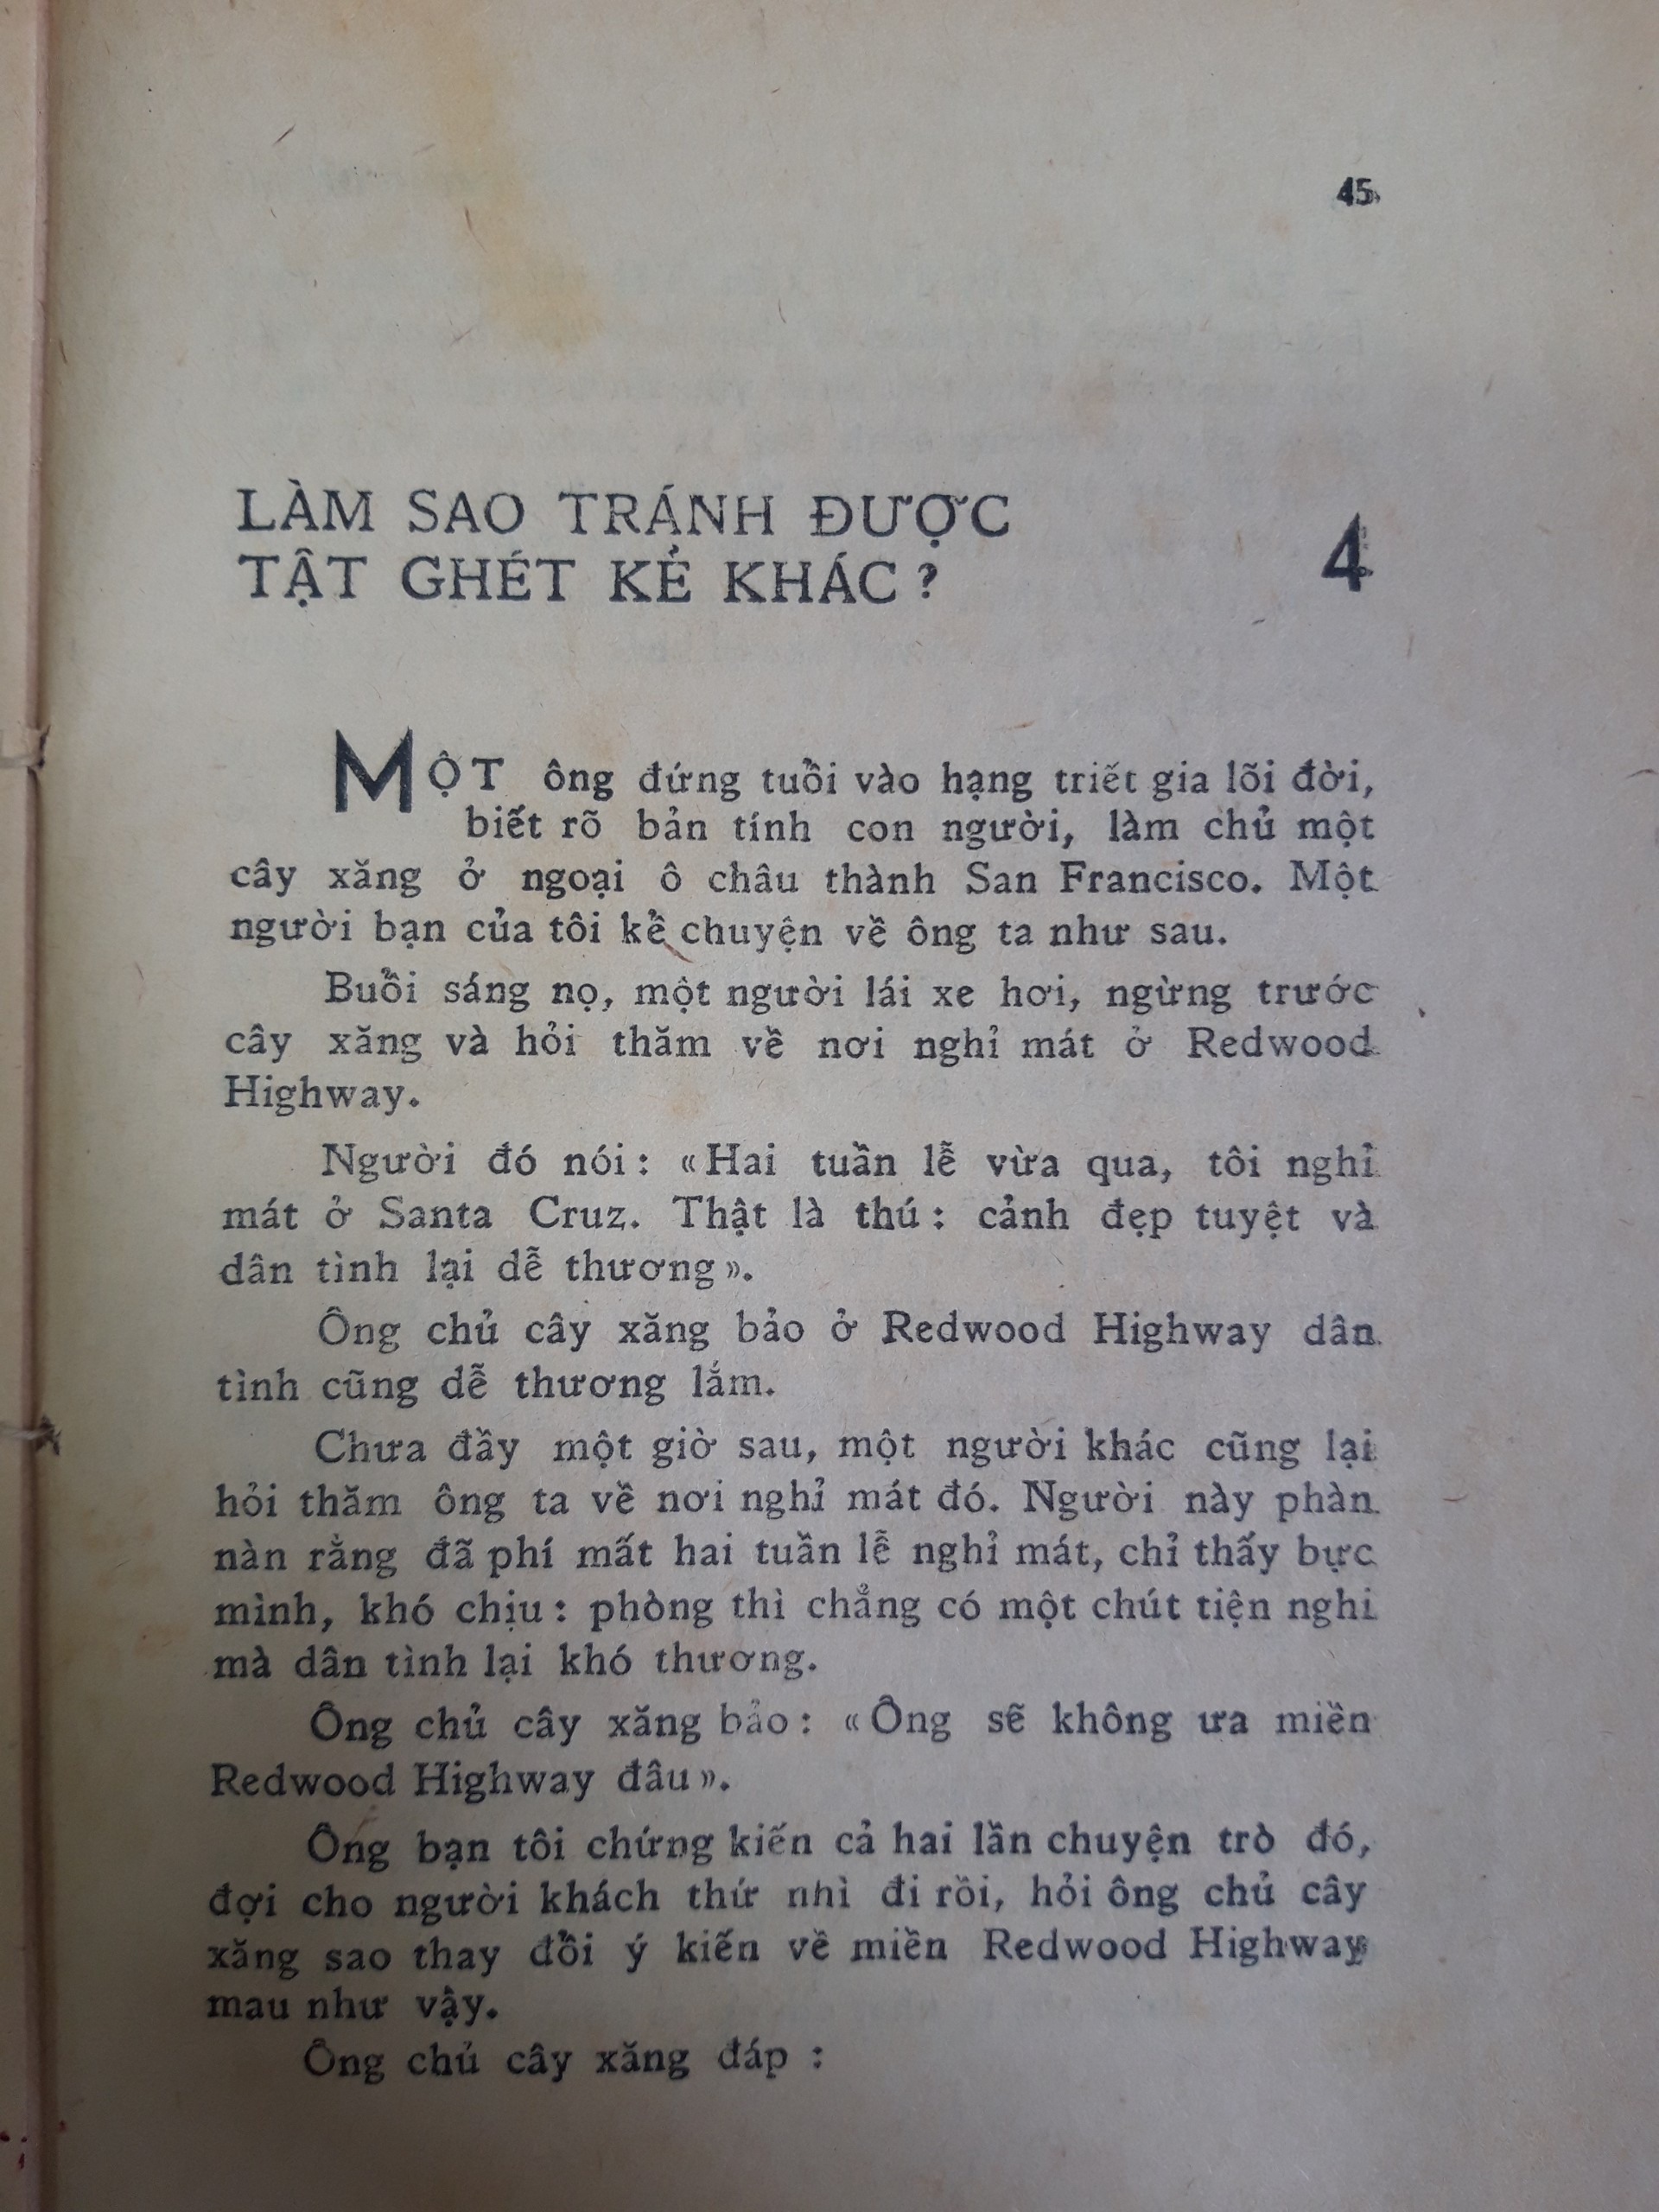 45
LÀM SAO TRÁNH ĐƯỢC
TẬT GHÉT KẺ KHÁC ?
4
MỘT ông đứng tuổi vào hạng triết gia lõi đời,
biết rõ bản tính con người, làm chủ một
cây xăng ở ngoại ô châu thành San Francisco. Một
người bạn của tôi kể chuyện về ông ta như sau.
Buổi sáng nọ, một người lái xe hơi, ngừng trước
cây xăng và hỏi thăm về nơi nghỉ mát ở Redwood
Highway.
Người đó nói : «Hai tuần lễ vừa qua, tôi nghỉ
mát ở Santa Cruz. Thật là thú : cảnh đẹp tuyệt và
dân tình lại dễ thương».
Ông chủ cây xăng bảo ở Redwood Highway dân
tình cũng dễ thương lắm.
Chưa đầy một giờ sau, một người khác cũng lại
hỏi thăm ông ta về nơi nghỉ mát đó. Người này phàn
nàn rằng đã phí mất hai tuần lễ nghỉ mát, chỉ thấy bực
mình, khó chịu : phòng thì chẳng có một chút tiện nghi
mà dân tình lại khó thương.
Ông chủ cây xăng bảo : «Ông sẽ không ưa miền
Redwood Highway đâu».
Ông bạn tôi chứng kiến cả hai lần chuyện trò đó,
đợi cho người khách thứ nhì đi rồi, hỏi ông chủ cây
xăng sao thay đổi ý kiến về miền Redwood Highway
mau như vậy.
Ông chủ cây xăng đáp :